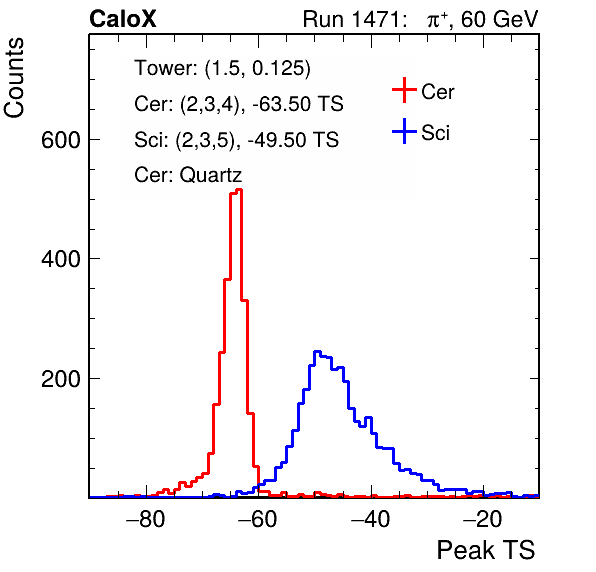 CaloX Run 1471: π⁺, 60 GeV
Counts
Tower: (1.5, 0.125)
Cer: (2,3,4), -63.50 TS
Sci: (2,3,5), -49.50 TS
Cer: Quartz
Cer
Sci
600
400
200
−80 −60 −40 −20
Peak TS